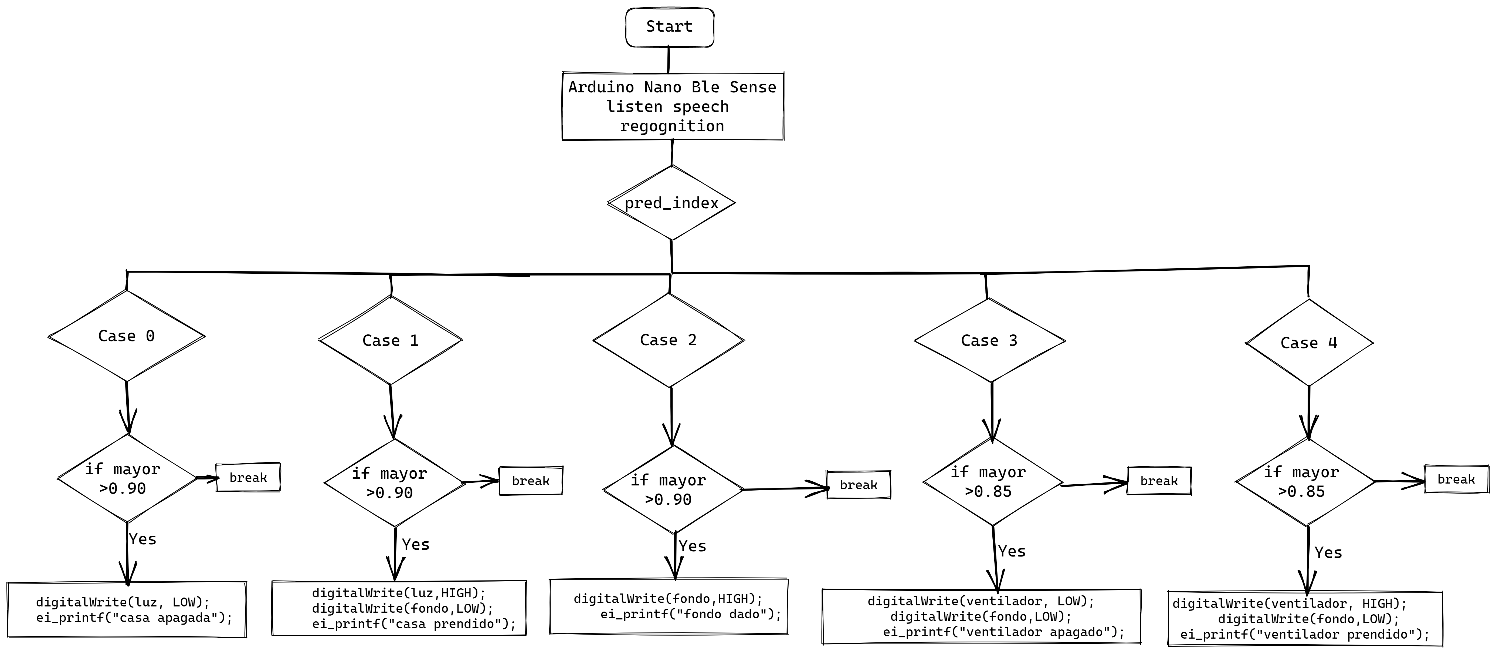 Start
Arduino Nano Ble Sense
listen speech
regognition
pred_index
Case 0
Case 1
Case 2
Case 3
Case 4
if mayor
>0.90
break
if mayor
>0.90
break
if mayor
>0.90
break
if mayor
>0.85
break
if mayor
>0.85
break
Yes
Yes
Yes
Yes
Yes
digitalWrite(luz, LOW);
ei_printf("casa apagada");
digitalWrite(luz,HIGH);
digitalWrite(fondo,LOW);
ei_printf("casa prendido");
digitalWrite(fondo,HIGH);
ei_printf("fondo dado");
digitalWrite(ventilador, LOW);
digitalWrite(fondo,LOW);
ei_printf("ventilador apagado");
digitalWrite(ventilador, HIGH);
digitalWrite(fondo,LOW);
ei_printf("ventilador prendido");